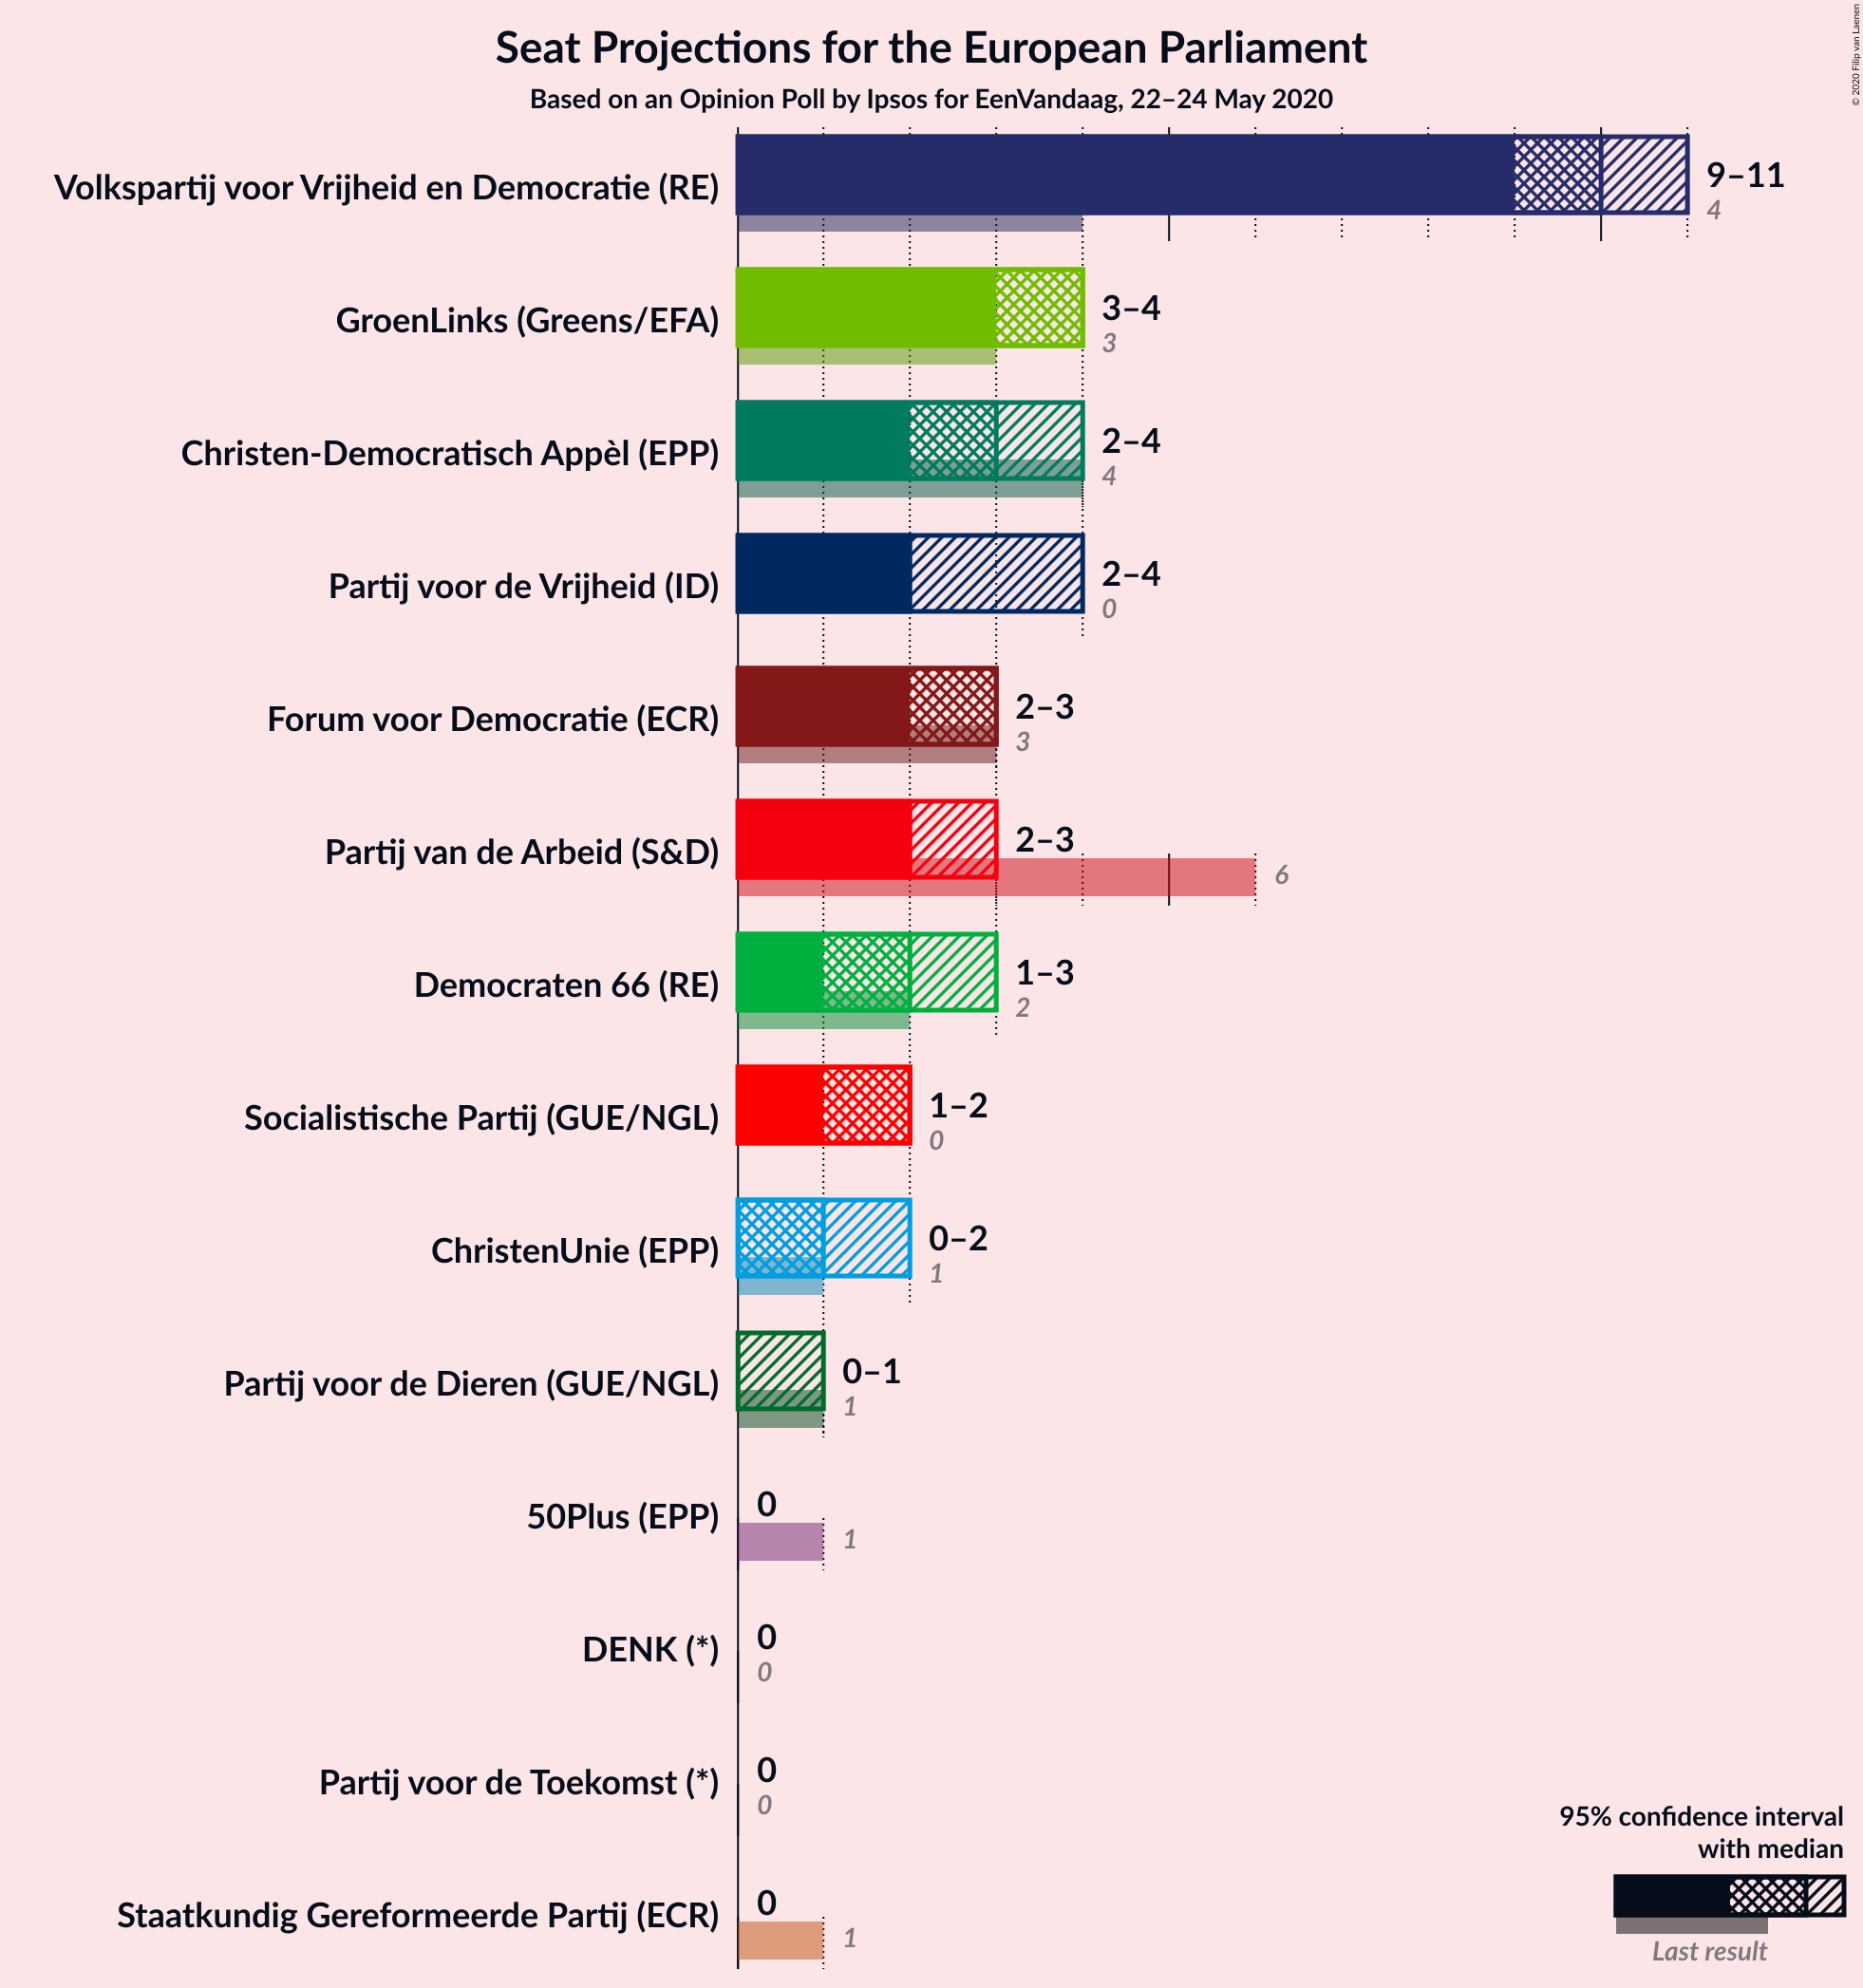 Seat Projections for the European Parliament
Based on an Opinion Poll by Ipsos for EenVandaag, 22–24 May 2020
© 2020 Filip van Laenen
Volkspartij voor Vrijheid en Democratie (RE)
9–11
4
GroenLinks (Greens/EFA)
3–4
3
Christen-Democratisch Appèl (EPP)
2–4
4
Partij voor de Vrijheid (ID)
2–4
0
Forum voor Democratie (ECR)
2–3
3
Partij van de Arbeid (S&D)
2–3
6
Democraten 66 (RE)
1–3
2
Socialistische Partij (GUE/NGL)
1–2
0
ChristenUnie (EPP)
0–2
1
Partij voor de Dieren (GUE/NGL)
0–1
1
50Plus (EPP)
0
1
DENK (*)
0
0
Partij voor de Toekomst (*)
0
0
Staatkundig Gereformeerde Partij (ECR)
0
1
95% confidence interval
with median
Last result